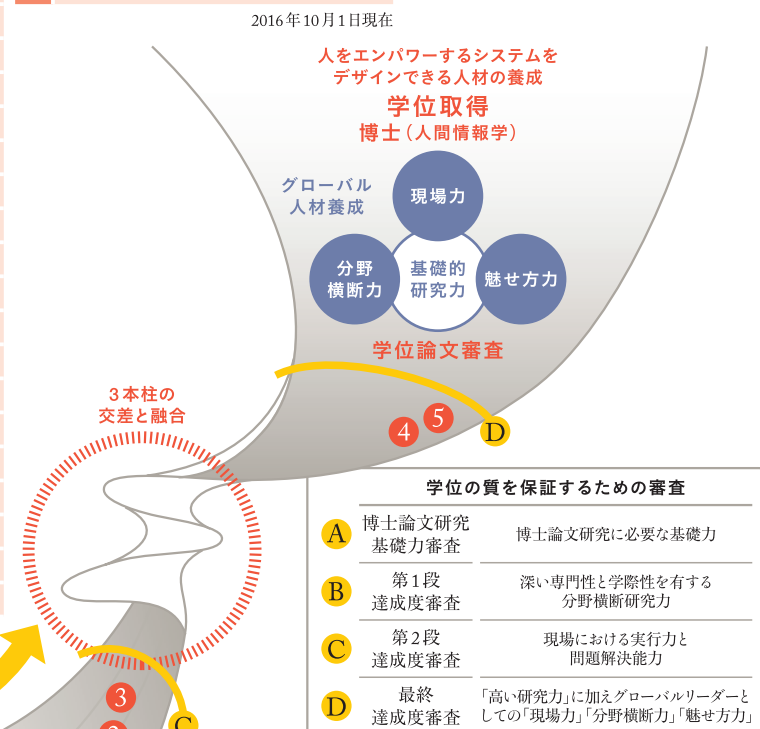 2016年10月1日現在
人をエンパワーするシステムを
デザインできる人材の養成
学位取得
博士（人間情報学）
グローバル
人材養成
現場力
分野
横断力
基礎的
研究力
魅せ方力
学位論文審査
3本柱の
交差と融合
4
5
D
学位の質を保証するための審査
A
博士論文研究
基礎力審査
博士論文研究に必要な基礎力
B
第1段
達成度審査
深い専門性と学際性を有する
分野横断研究力
C
第2段
達成度審査
現場における実行力と
問題解決能力
D
最終
達成度審査
「高い研究力」に加えグローバルリーダーと
しての「現場力」「分野横断力」「魅せ方力」
3
C